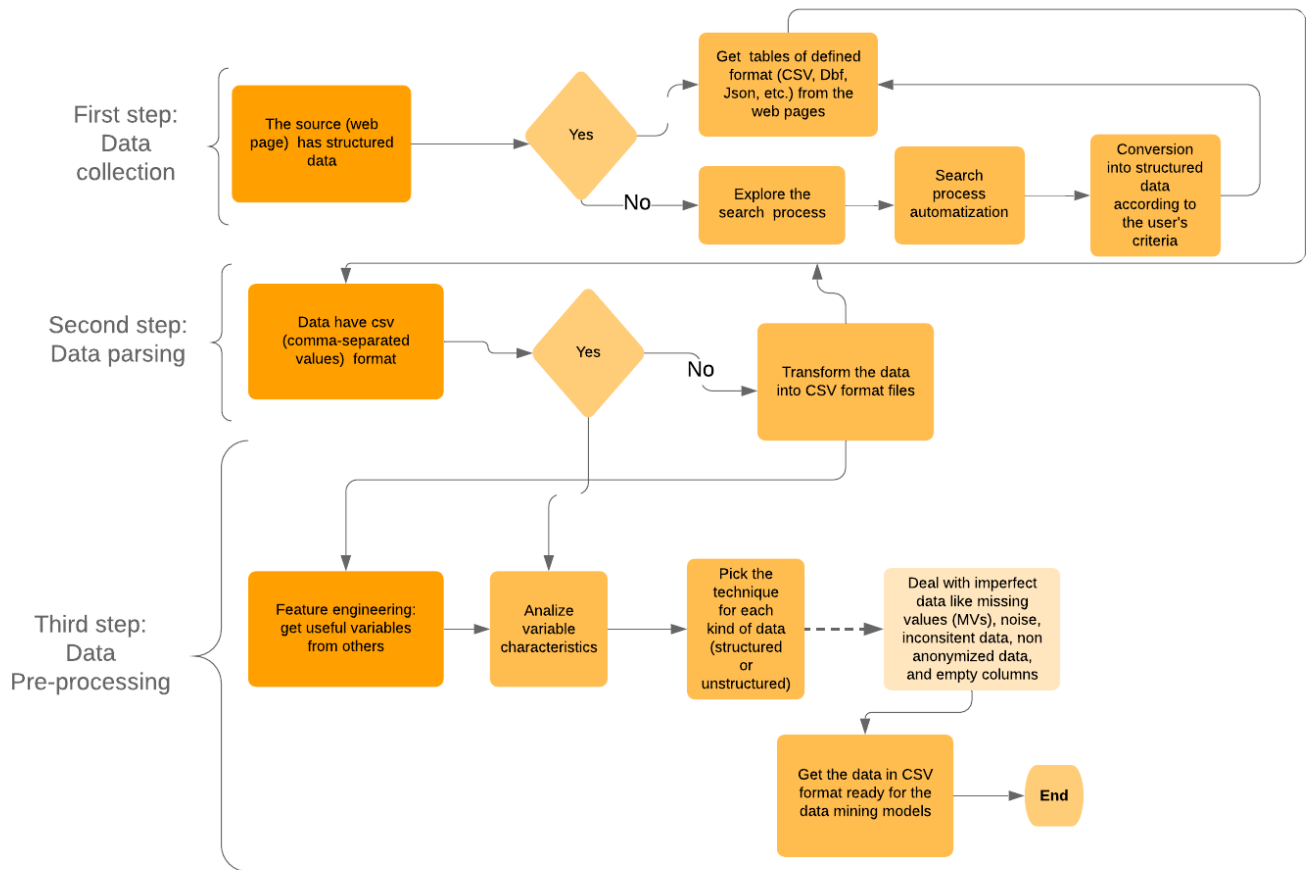 First step:
Data
collection
The source (web
page) has structured
data
Yes
No
Get tables of defined
format (CSV, Dbf,
Json, etc.) from the
web pages
Explore the
search process
Search
process
automatization
Conversion
into structured
data
according to
the user's
criteria
Second step:
Data parsing
Data have csv
(comma-separated
values) format
Yes
No
Transform the data
into CSV format files
Third step:
Data
Pre-processing
Feature engineering:
get useful variables
from others
Analize
variable
characteristics
Pick the
technique
for each
kind of data
(structured
or
unstructured)
Deal with imperfect
data like missing
values (MVs), noise,
inconsitent data, non
anonymized data,
and empty columns
Get the data in CSV
format ready for the
data mining models
End